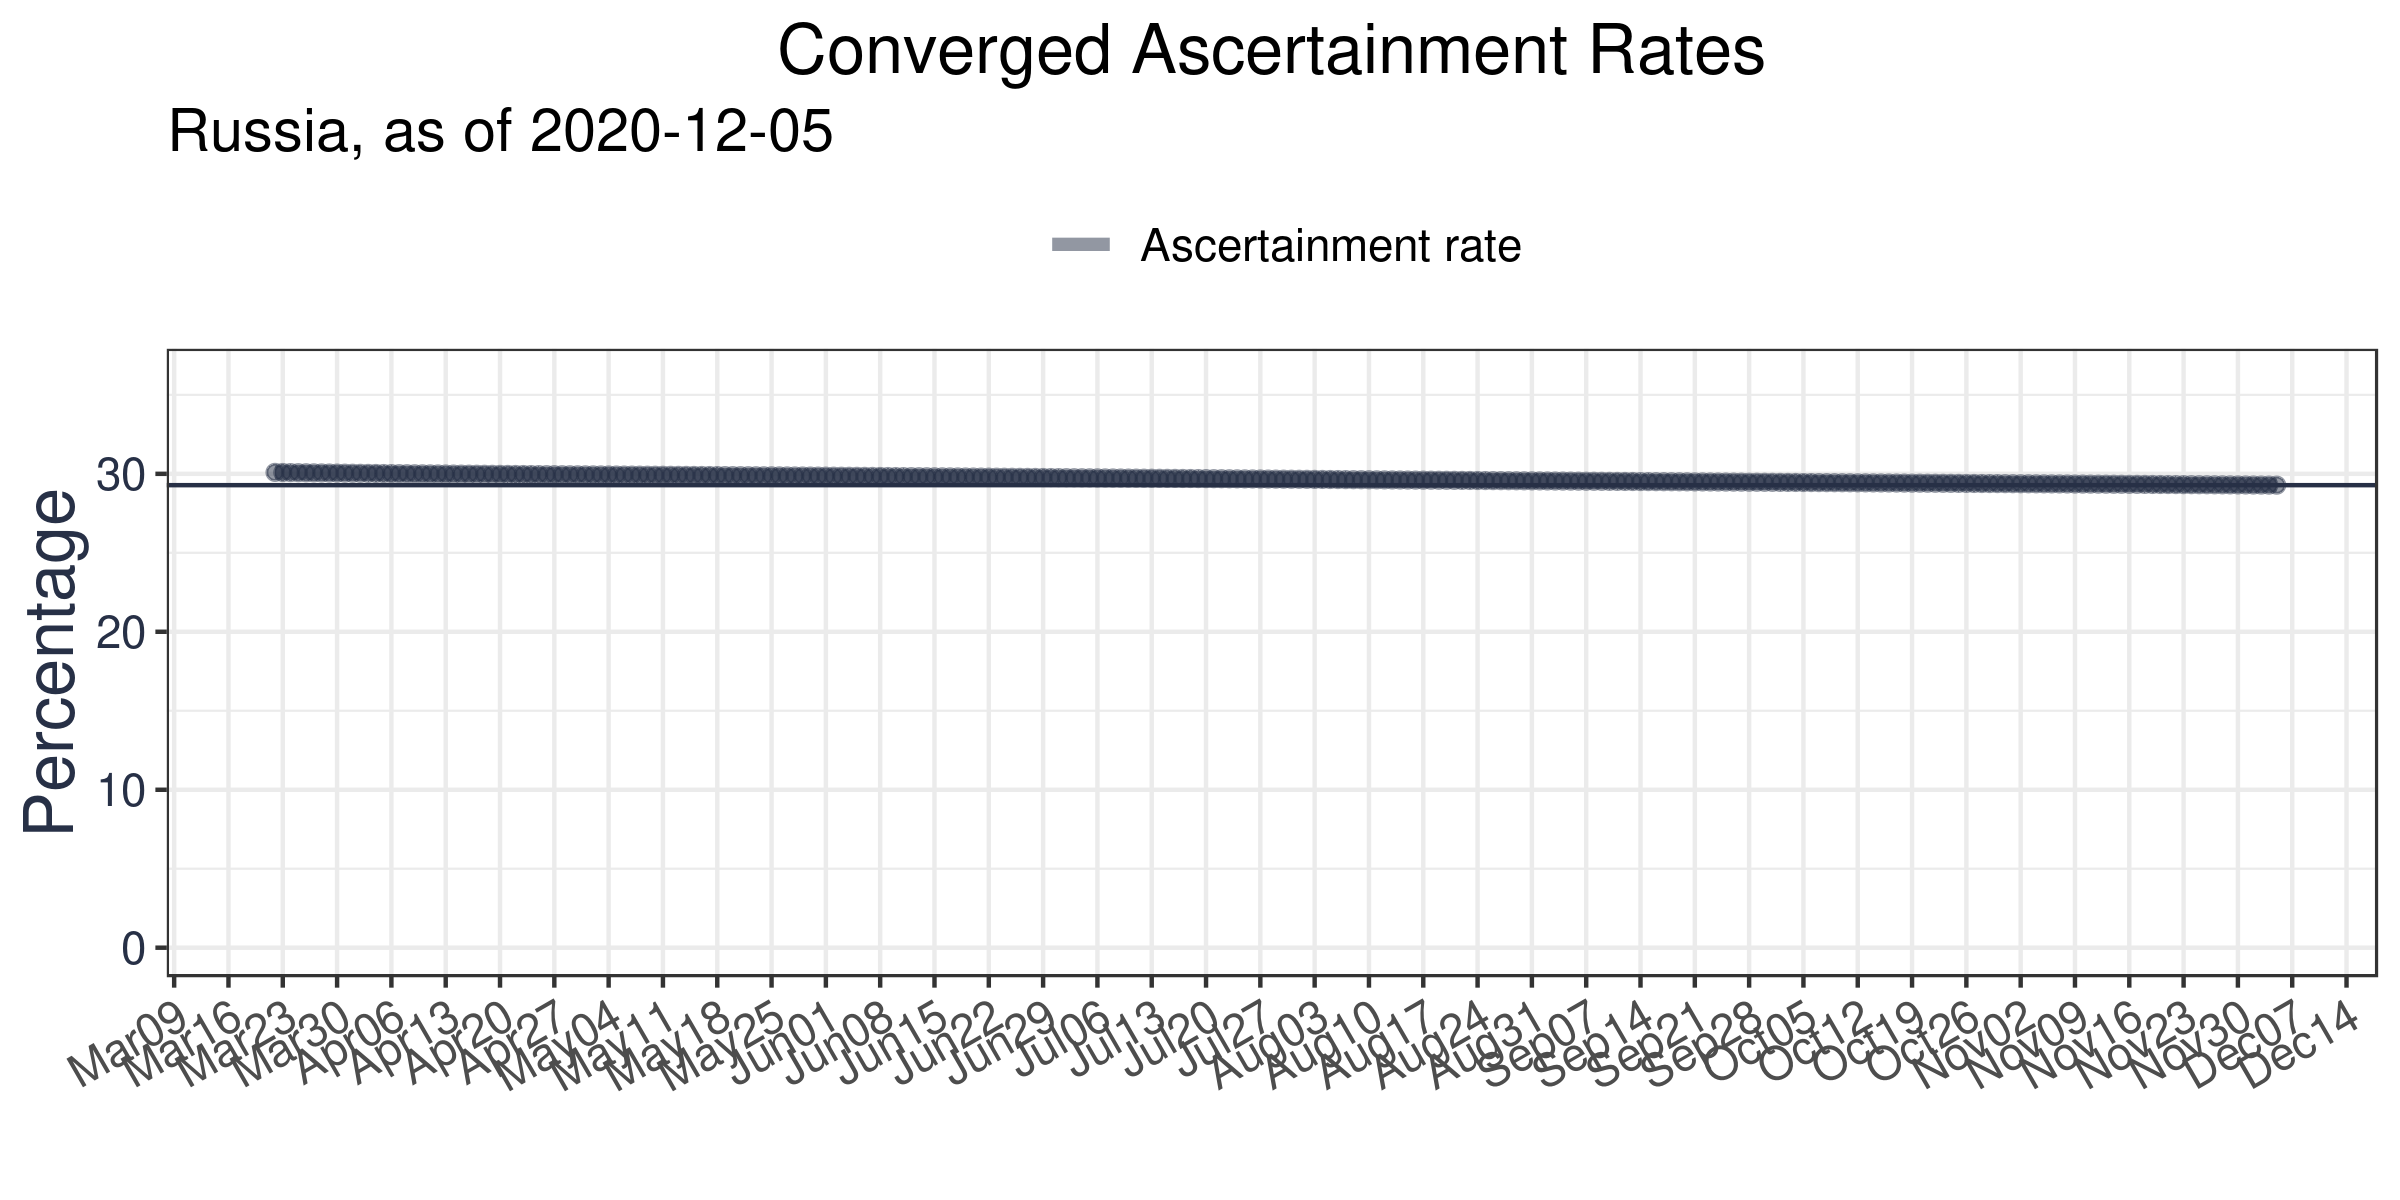 Converged Ascertainment Rates
Russia, as of 2020-12-05
Ascertainment rate
Percentage
30
20
10
0
Mar09
Mar16
Mar23
Mar30
Apr06
Apr13
Apr20
Apr27
May04
May11
May18
May25
Jun01
Jun08
Jun15
Jun22
Jun29
Jul06
Jul13
Jul20
Jul27
Aug03
Aug10
Aug17
Aug24
Aug31
Sep07
Sep14
Sep21
Sep28
Oct05
Oct12
Oct19
Oct26
Nov02
Nov09
Nov16
Nov23
Nov30
Dec07
Dec14